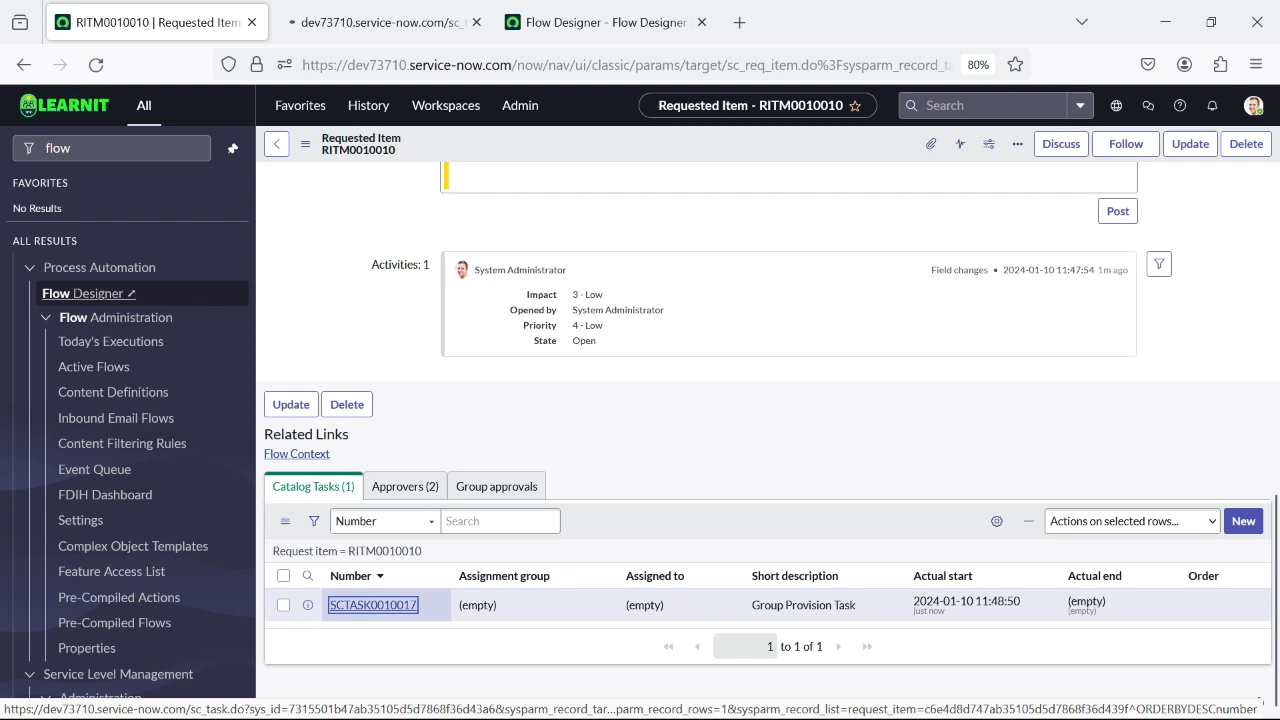 RITM0010010 | Requested Item
dev73710.service-now.com/sc_t
Flow Designer - Flow Designer
https://dev73710.service-now.com/now/nav/ui/classic/params/target/sc_req_item.do%3Fsysparm_record_ta
80%
LEARNIT
All
Favorites
History
Workspaces
Admin
Requested Item - RITM0010010
Search
flow
Requested Item
RITM0010010
Discuss
Follow
Update
Delete
FAVORITES
No Results
ALL RESULTS
Process Automation
Flow Designer
Flow Administration
Today's Executions
Active Flows
Content Definitions
Inbound Email Flows
Content Filtering Rules
Event Queue
FDIH Dashboard
Settings
Complex Object Templates
Feature Access List
Pre-Compiled Actions
Pre-Compiled Flows
Properties
Service Level Management
Administration
Post
Activities: 1
System Administrator
Field changes • 2024-01-10 11:47:54 1m ago
Impact 3 - Low
Opened by System Administrator
Priority 4 - Low
State Open
Update
Delete
Related Links
Flow Context
Catalog Tasks (1)
Approvers (2)
Group approvals
Number
Search
Actions on selected rows...
New
Request item = RITM0010010
Number Assignment group Assigned to Short description Actual start Actual end Order
SCTASK0010017 (empty) (empty) Group Provision Task 2024-01-10 11:48:50 (empty)
just now (empty)
1 to 1 of 1
https://dev73710.service-now.com/sc_task.do?sys_id=7315501b47ab35105d5d7868f36d43a6&sysparm_record_tar...parm_record_rows=1&sysparm_record_list=request_item=c6e4d8d747ab35105d5d7868f36d439f^ORDERBYDESCnumber